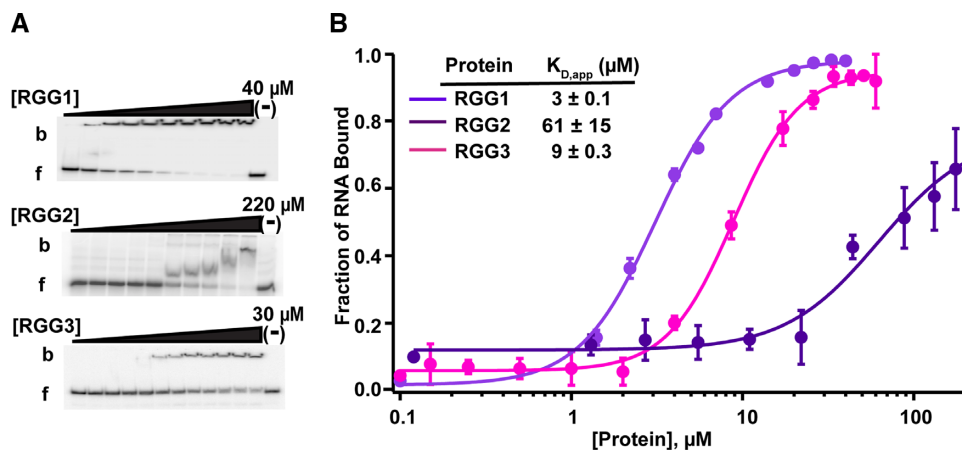 A
[RGG1]
40 µM
(-)
b
f
[RGG2]
220 µM
(-)
b
f
[RGG3]
30 µM
(-)
b
f
B
Fraction of RNA Bound
1.0
0.8
0.6
0.4
0.2
0.0
Protein K_D,app (µM)
RGG1 3 ± 0.1
RGG2 61 ± 15
RGG3 9 ± 0.3
0.1 1 10 100
[Protein], µM